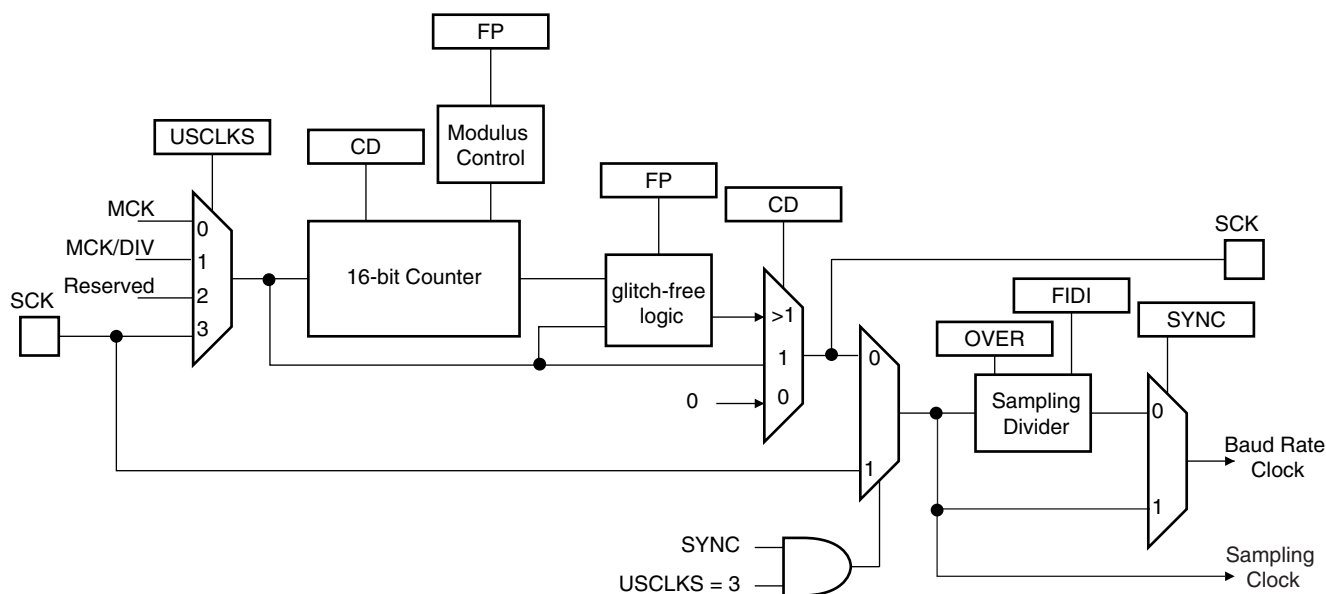 FP
USCLKS
CD
Modulus
Control
FP
CD
MCK
0
MCK/DIV
1
16-bit Counter
Reserved
2
SCK
3
glitch-free
logic
>1
1
0
0
SCK
FIDI
OVER
SYNC
0
1
Sampling
Divider
0
1
Baud Rate
Clock
SYNC
USCLKS = 3
Sampling
Clock